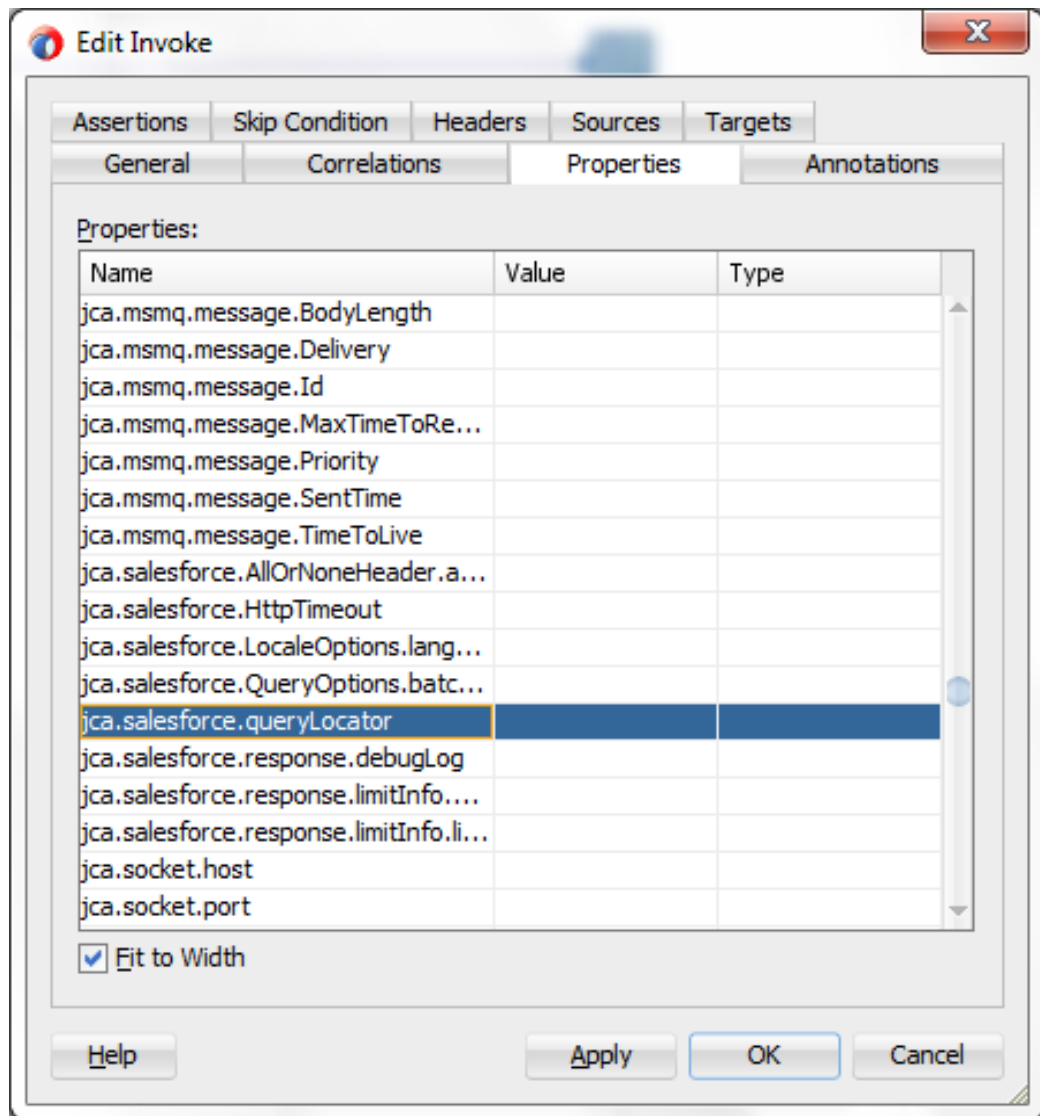 Edit Invoke
Assertions Skip Condition Headers Sources Targets
General Correlations Properties Annotations
Properties:
Name Value Type
jca.msmq.message.BodyLength
jca.msmq.message.Delivery
jca.msmq.message.Id
jca.msmq.message.MaxTimeToRe...
jca.msmq.message.Priority
jca.msmq.message.SentTime
jca.msmq.message.TimeToLive
jca.salesforce.AllOrNoneHeader.a...
jca.salesforce.HttpTimeout
jca.salesforce.LocaleOptions.lang...
jca.salesforce.QueryOptions.batc...
jca.salesforce.queryLocator
jca.salesforce.response.debugLog
jca.salesforce.response.limitInfo....
jca.salesforce.response.limitInfo.li...
jca.socket.host
jca.socket.port
Fit to Width
Help Apply OK Cancel